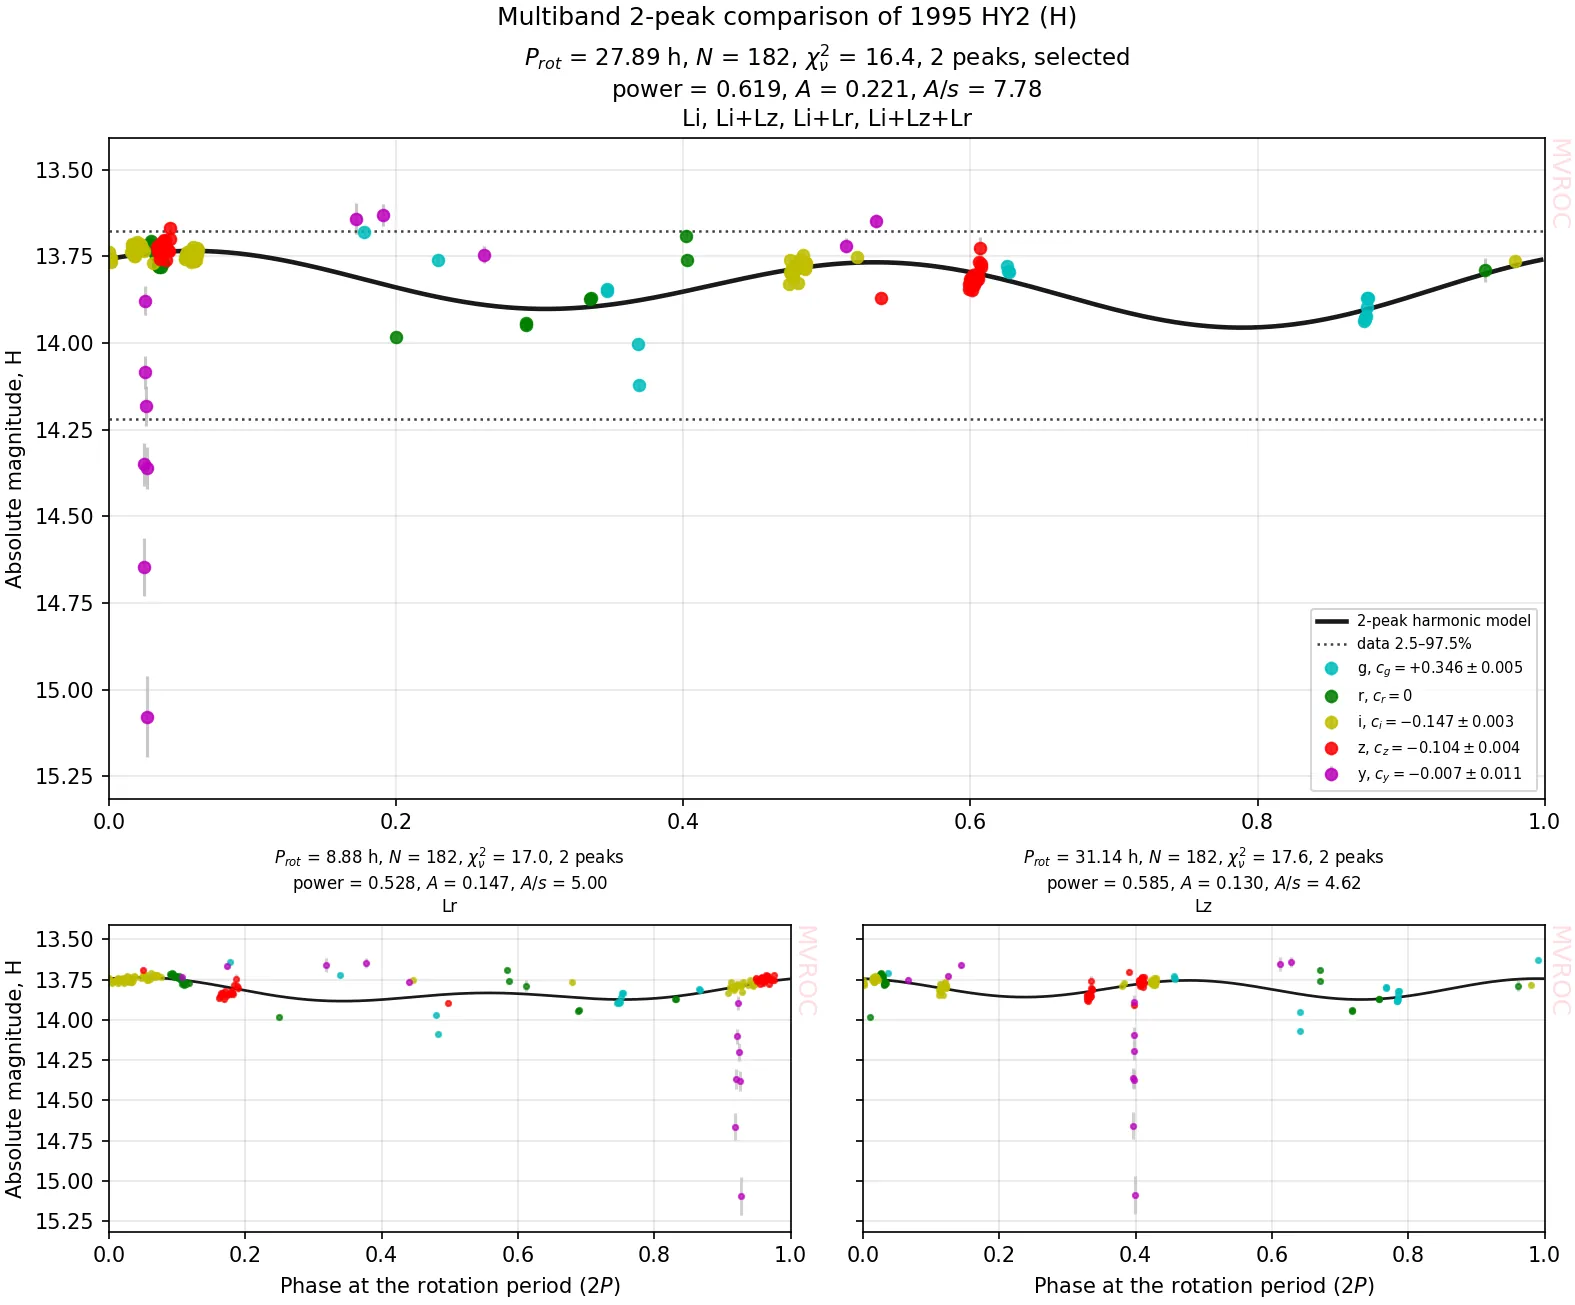 Multiband 2-peak comparison of 1995 HY2 (H)
P_rot = 27.89 h, N = 182, χ²_ν = 16.4, 2 peaks, selected
power = 0.619, A = 0.221, A/s = 7.78
Li, Li+Lz, Li+Lr, Li+Lz+Lr
MVROC
Absolute magnitude, H
13.50
13.75
14.00
14.25
14.50
14.75
15.00
15.25
2-peak harmonic model
data 2.5–97.5%
g, c_g = +0.346 ± 0.005
r, c_r = 0
i, c_i = −0.147 ± 0.003
z, c_z = −0.104 ± 0.004
y, c_y = −0.007 ± 0.011
0.0 0.2 0.4 0.6 0.8 1.0
P_rot = 8.88 h, N = 182, χ²_ν = 17.0, 2 peaks
power = 0.528, A = 0.147, A/s = 5.00
Lr
MVROC
Absolute magnitude, H
13.50
13.75
14.00
14.25
14.50
14.75
15.00
15.25
0.0 0.2 0.4 0.6 0.8 1.0
Phase at the rotation period (2P)
P_rot = 31.14 h, N = 182, χ²_ν = 17.6, 2 peaks
power = 0.585, A = 0.130, A/s = 4.62
Lz
MVROC
0.0 0.2 0.4 0.6 0.8 1.0
Phase at the rotation period (2P)